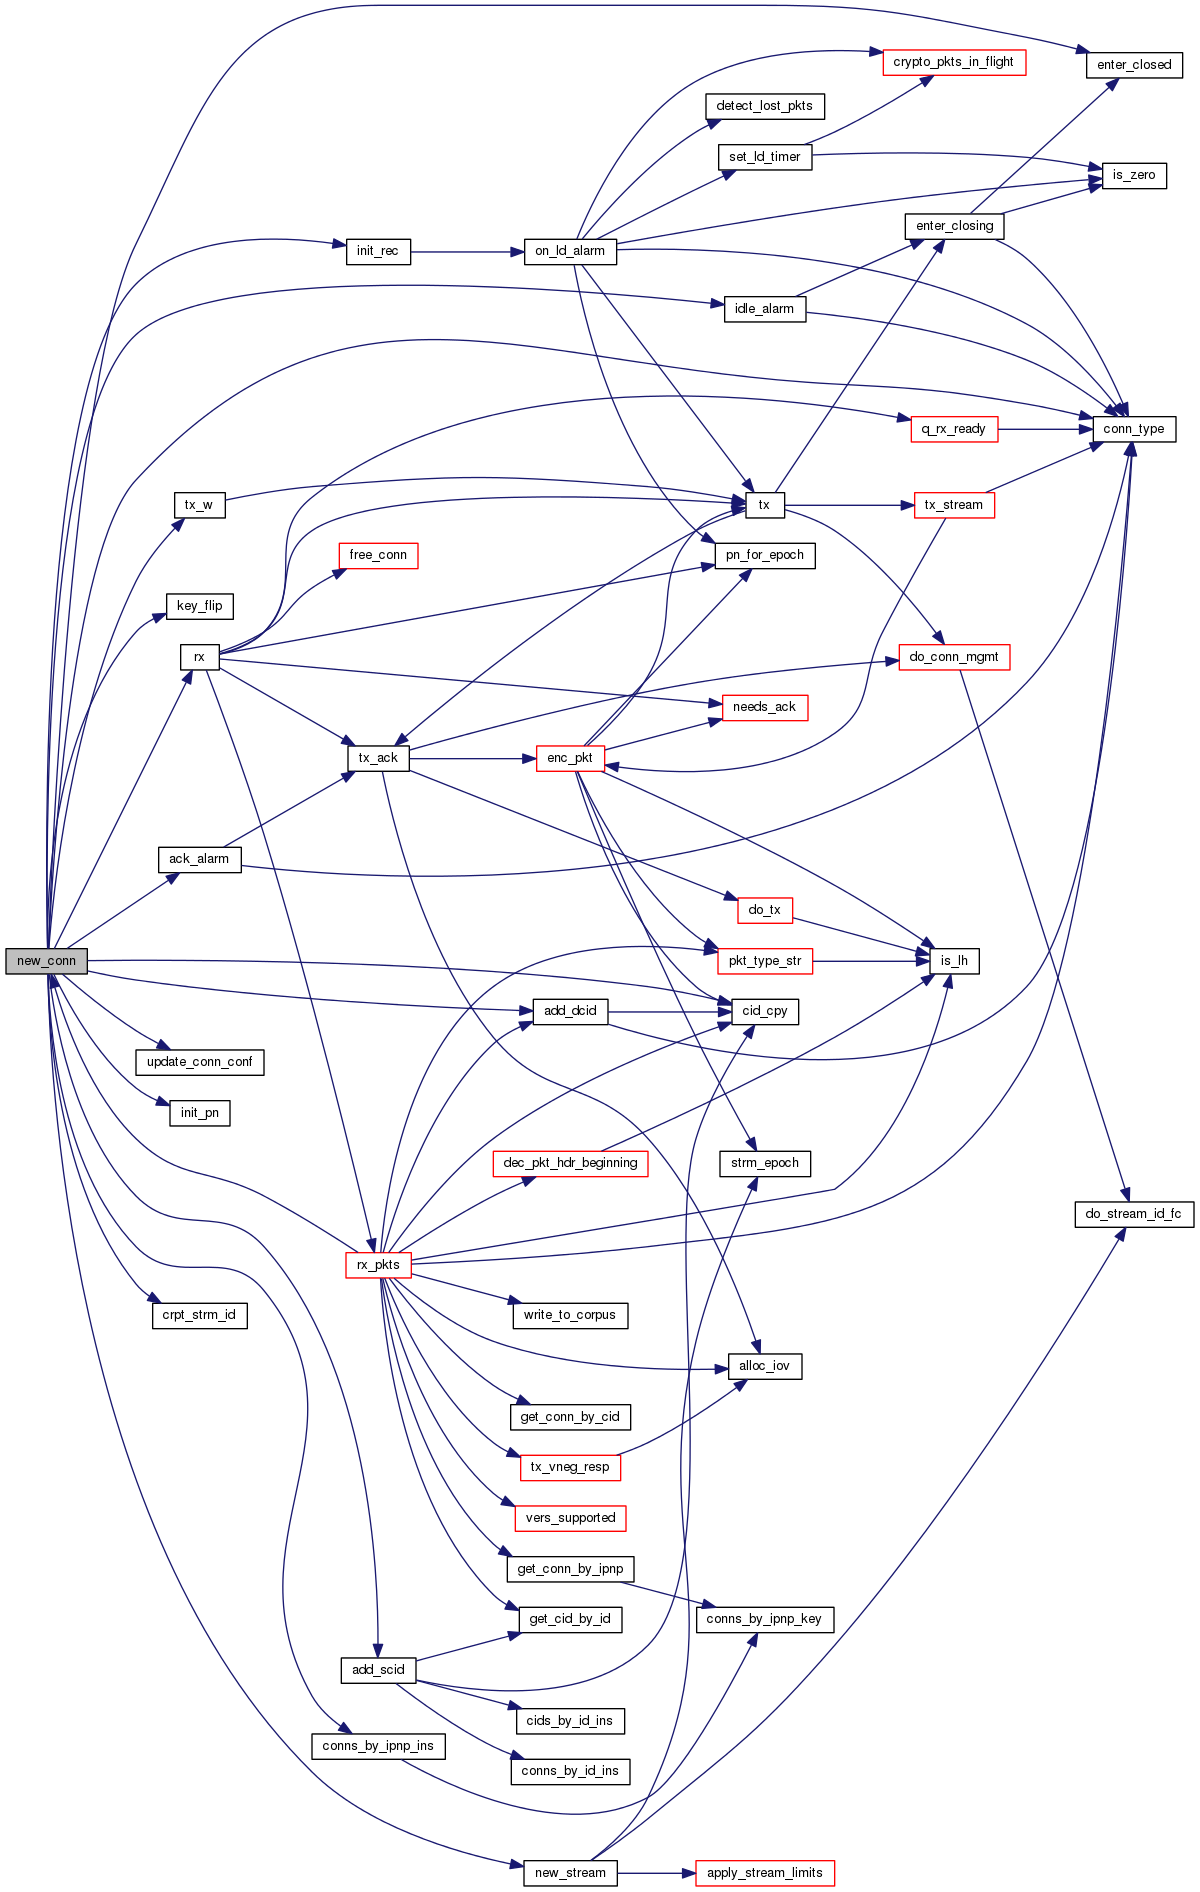 enter_closed
crypto_pkts_in_flight
detect_lost_pkts
set_ld_timer
is_zero
enter_closing
init_rec
on_ld_alarm
idle_alarm
conn_type
q_rx_ready
tx_w
tx
tx_stream
free_conn
pn_for_epoch
key_flip
rx
do_conn_mgmt
needs_ack
tx_ack
enc_pkt
ack_alarm
do_tx
new_conn
pkt_type_str
is_lh
add_dcid
cid_cpy
update_conn_conf
init_pn
dec_pkt_hdr_beginning
strm_epoch
do_stream_id_fc
rx_pkts
crpt_strm_id
write_to_corpus
alloc_iov
get_conn_by_cid
tx_vneg_resp
vers_supported
get_conn_by_ipnp
get_cid_by_id
conns_by_ipnp_key
add_scid
cids_by_id_ins
conns_by_ipnp_ins
conns_by_id_ins
new_stream
apply_stream_limits